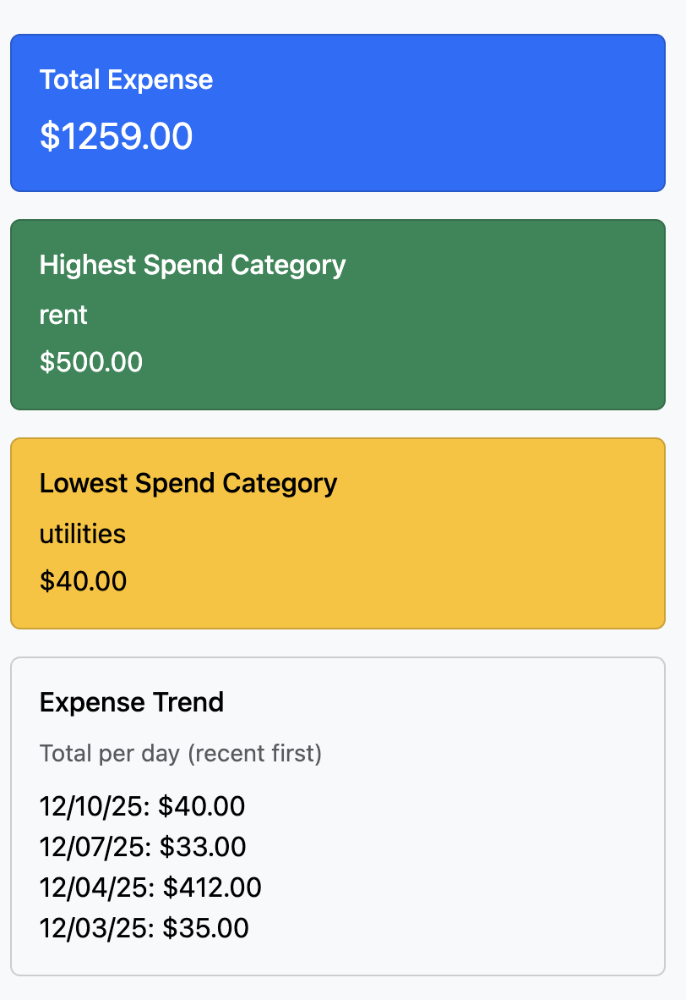 Total Expense
$1259.00
Highest Spend Category
rent
$500.00
Lowest Spend Category
utilities
$40.00
Expense Trend
Total per day (recent first)
12/10/25: $40.00
12/07/25: $33.00
12/04/25: $412.00
12/03/25: $35.00